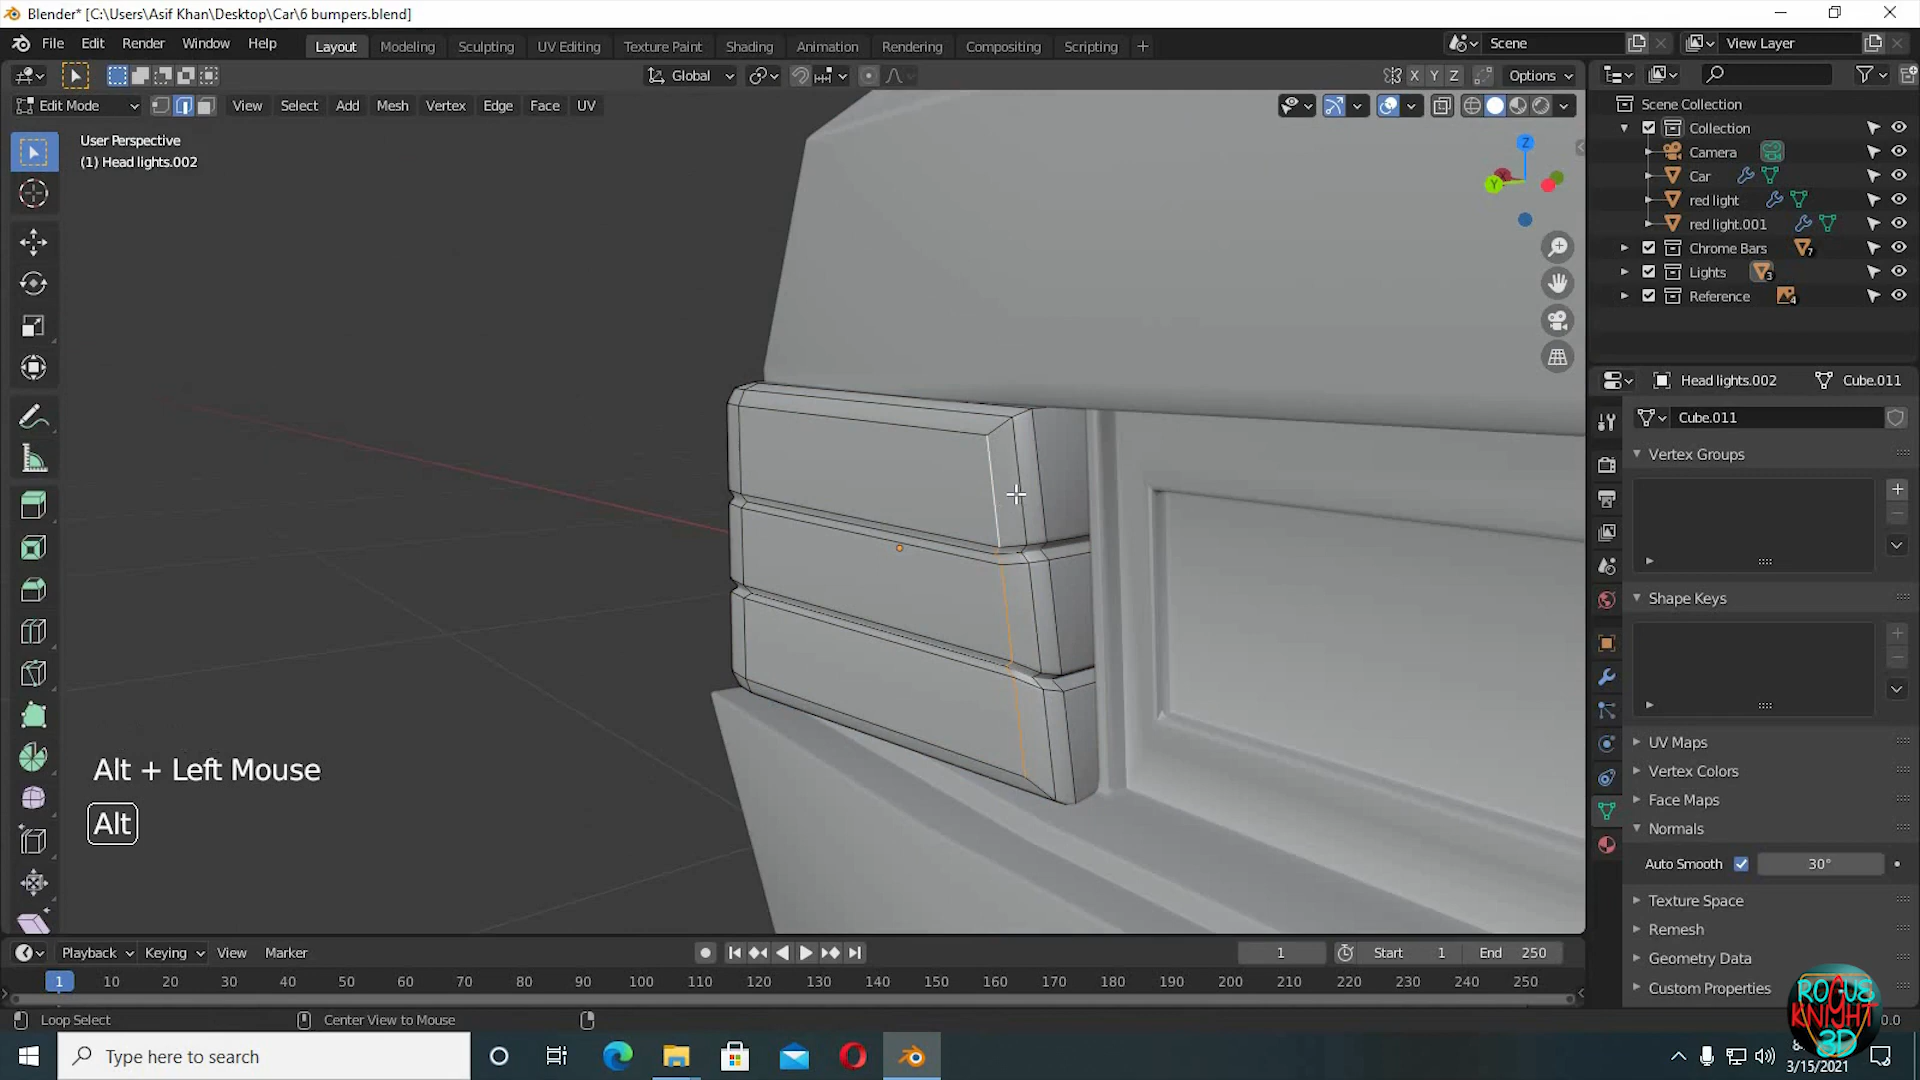 Blender* [C:\Users\Asif Khan\Desktop\Car\6 bumpers.blend]
File Edit Render Window Help
Layout Modeling Sculpting UV Editing Texture Paint Shading Animation Rendering Compositing Scripting +
Scene
View Layer
Global
X Y Z
Options
Edit Mode View Select Add Mesh Vertex Edge Face UV
User Perspective
(1) Head lights.002
Z
Y
Scene Collection
Collection
Camera
Car
red light
red light.001
Chrome Bars 7
Lights 3
Reference 4
Head lights.002 Cube.011
Cube.011
Vertex Groups
Shape Keys
UV Maps
Vertex Colors
Face Maps
Normals
Auto Smooth 30°
Texture Space
Remesh
Geometry Data
Custom Properties
Alt + Left Mouse
Alt
Playback Keying View Marker
1 Start 1 End 250
1 10 20 30 40 50 60 70 80 90 100 110 120 130 140 150 160 170 180 190 200 210 220 230 240 250
Loop Select Center View to Mouse
ROGUE
KNIGHT
3D
Type here to search
3/15/2021